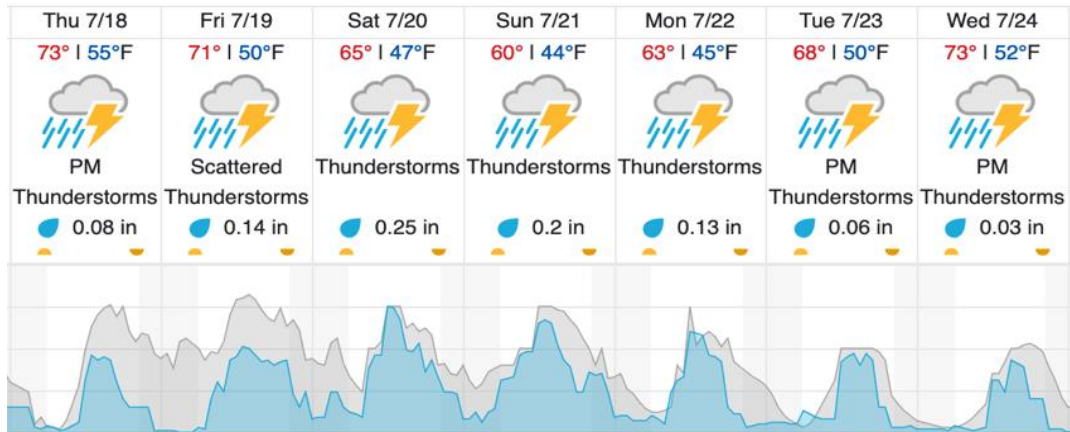 Thu 7/18 Fri 7/19 Sat 7/20 Sun 7/21 Mon 7/22 Tue 7/23 Wed 7/24
73° | 55°F 71° | 50°F 65° | 47°F 60° | 44°F 63° | 45°F 68° | 50°F 73° | 52°F
PM Scattered Thunderstorms Thunderstorms Thunderstorms PM PM
Thunderstorms Thunderstorms Thunderstorms Thunderstorms
0.08 in 0.14 in 0.25 in 0.2 in 0.13 in 0.06 in 0.03 in